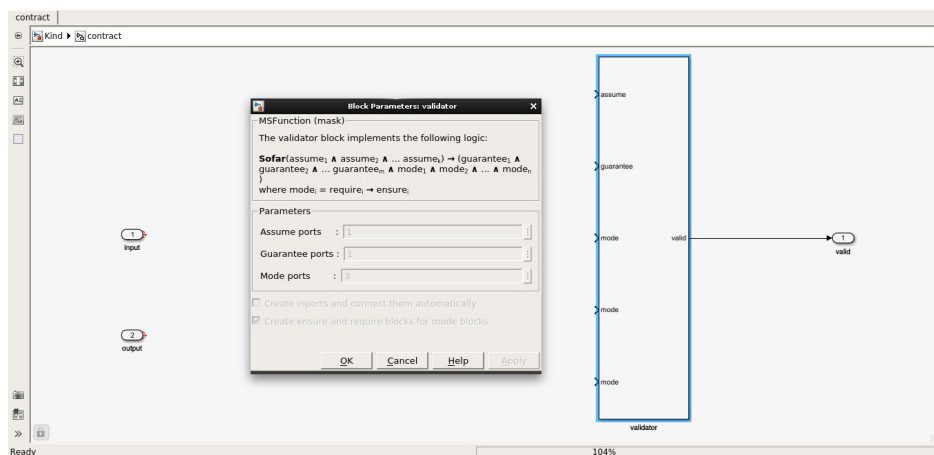 contract
Kind ▶ contract
assume
Block Parameters: validator
MSFunction (mask)
The validator block implements the following logic:
Sofar(assume₁ ∧ assume₂ ∧ ... assumeₖ) → (guarantee₁ ∧
guarantee₂ ∧ ... guaranteeₘ ∧ mode₁ ∧ mode₂ ∧ ... ∧ modeₙ
)
where modeᵢ = requireᵢ → ensureᵢ
guarantee
Parameters
Assume ports : 1
Guarantee ports : 1
Mode ports : 3
1
input
mode
valid
1
valid
Create inports and connect them automatically
Create ensure and require blocks for mode blocks
mode
2
output
OK Cancel Help Apply
mode
validator
Ready
104%